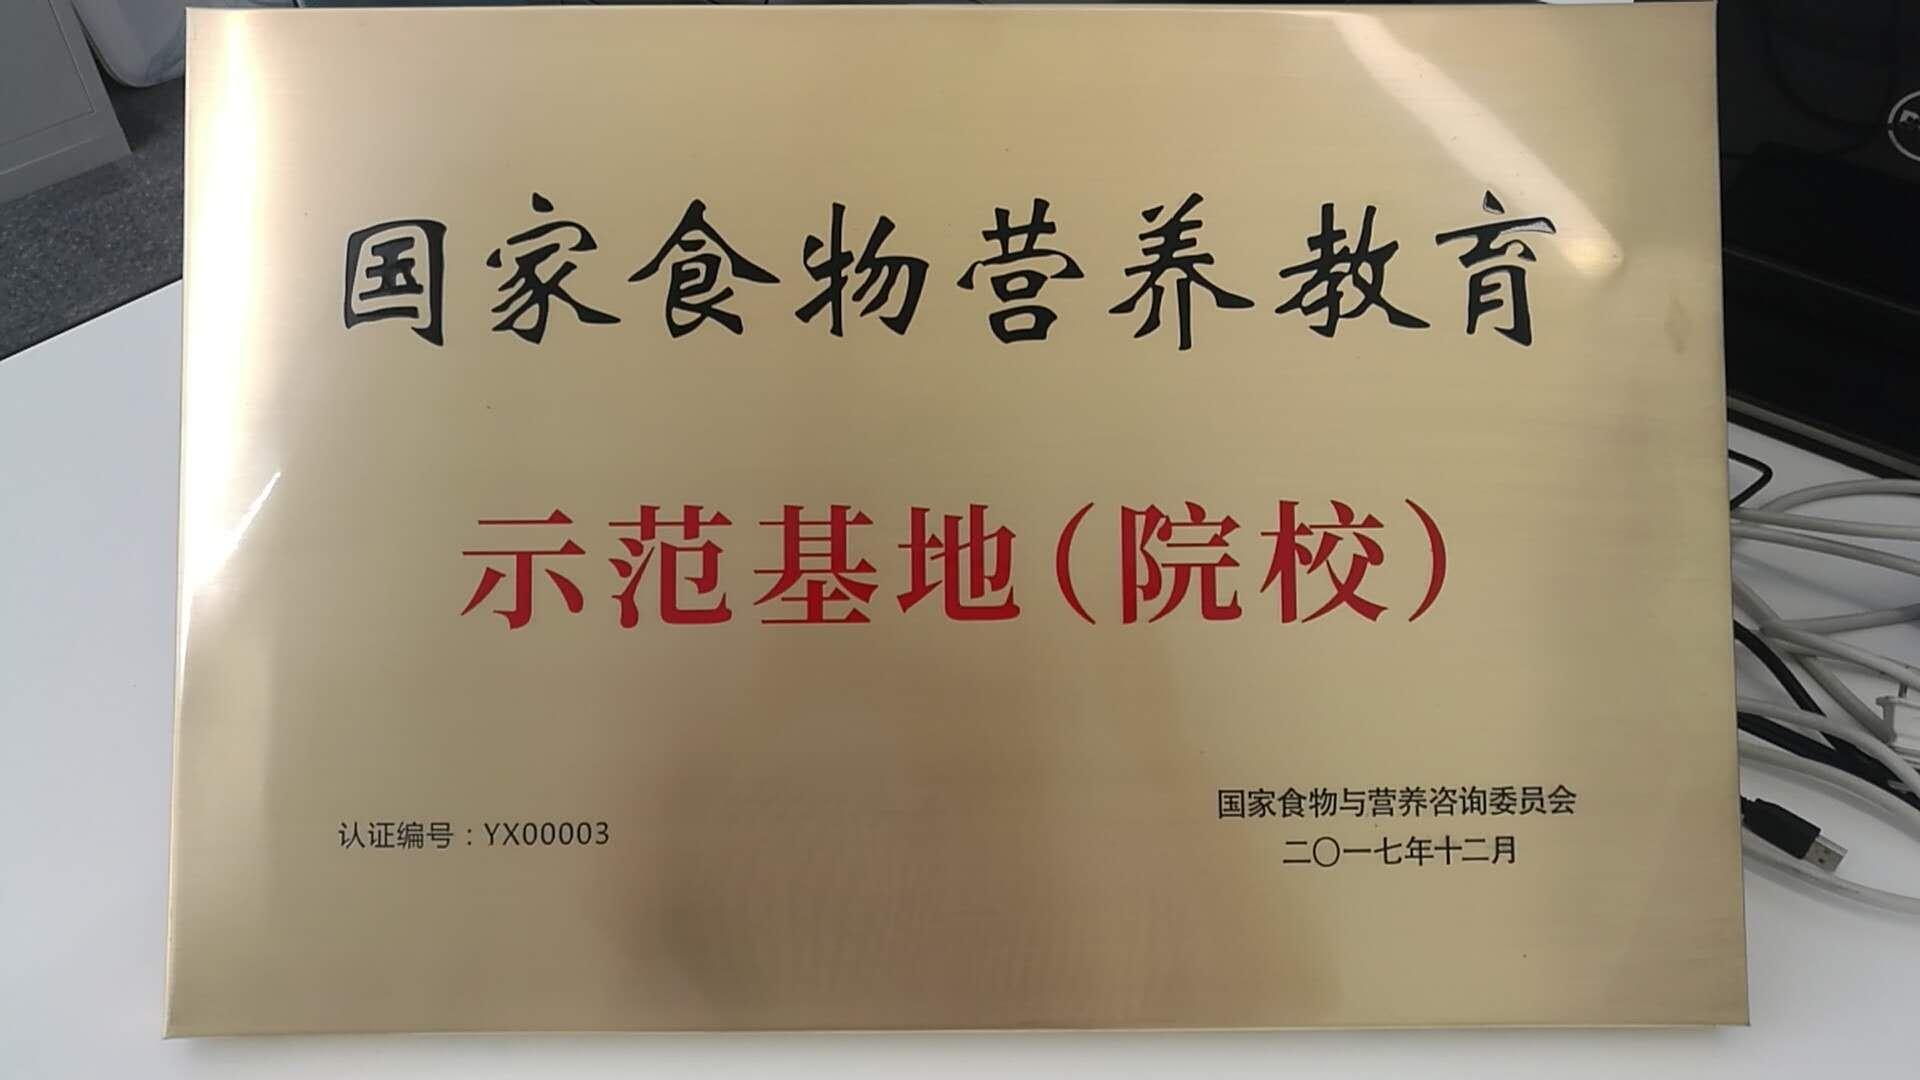 国家食物营养教育
示范基地(院校)
认证编号：YX00003
国家食物与营养咨询委员会
二〇一七年十二月